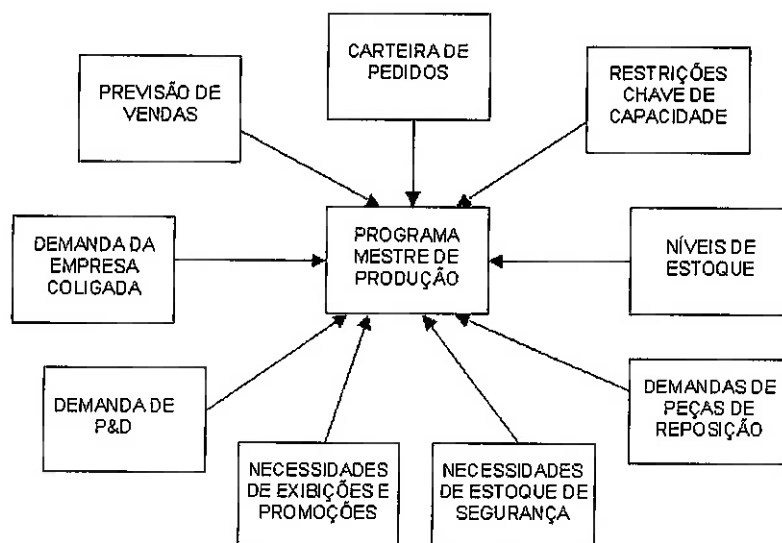 CARTEIRA DE
PEDIDOS
PREVISÃO DE
VENDAS
RESTRIÇÕES
CHAVE DE
CAPACIDADE
DEMANDA DA
EMPRESA
COLIGADA
PROGRAMA
MESTRE DE
PRODUÇÃO
NÍVEIS DE
ESTOQUE
DEMANDA DE
P&D
NECESSIDADES
DE EXIBIÇÕES E
PROMOÇÕES
NECESSIDADES
DE ESTOQUE DE
SEGURANÇA
DEMANDAS DE
PEÇAS DE
REPOSIÇÃO